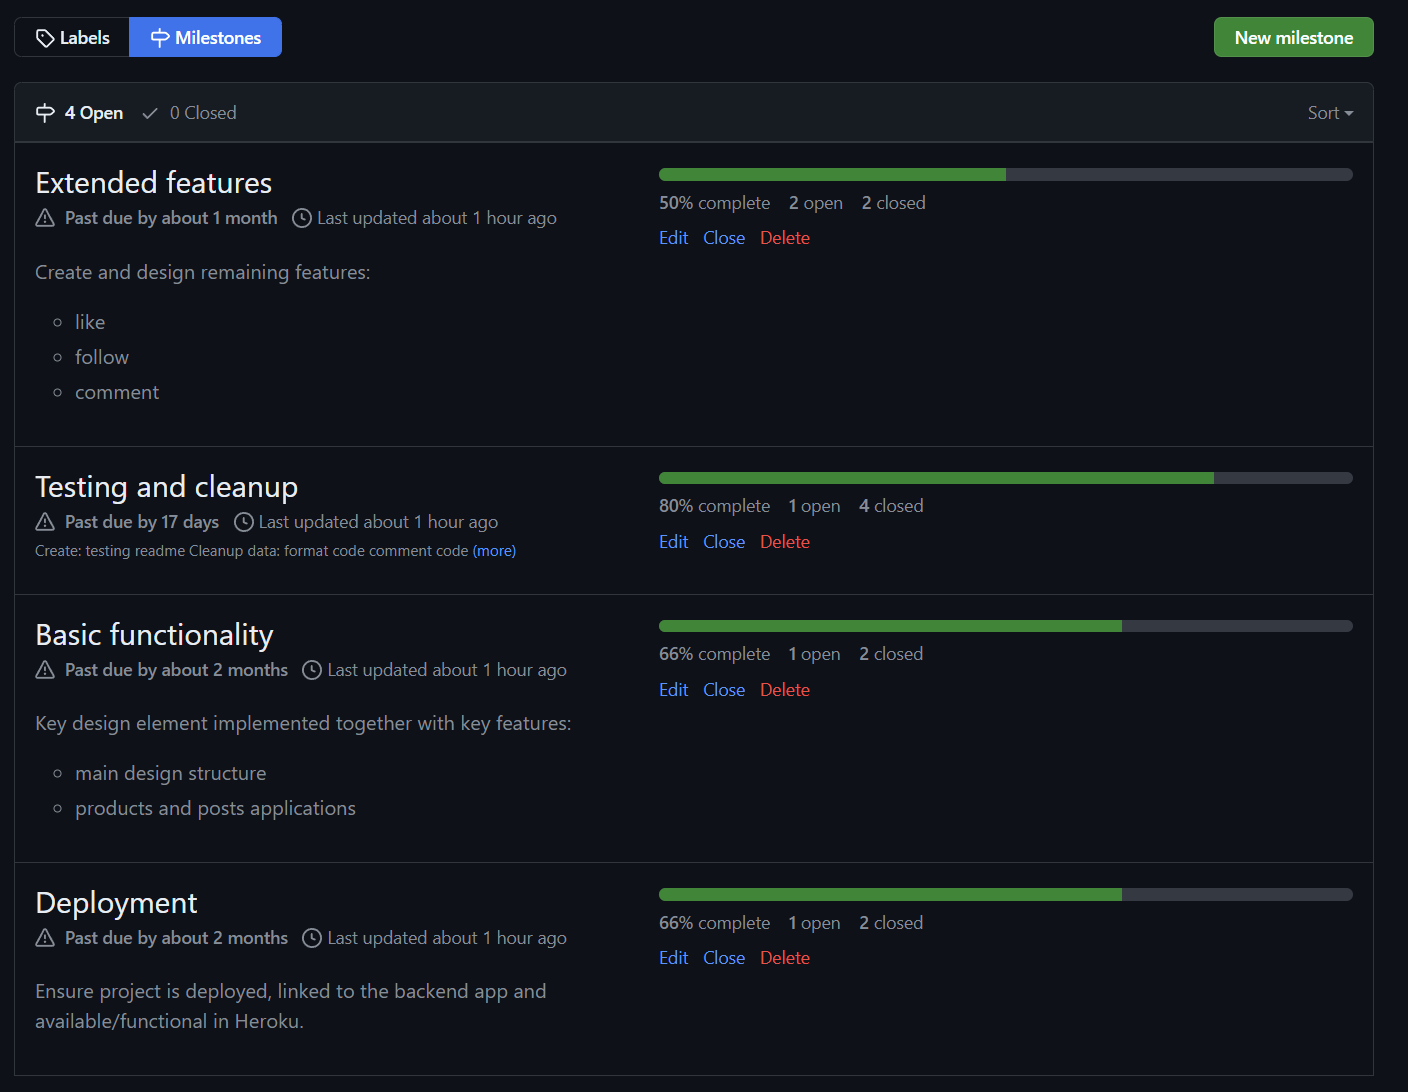 Labels Milestones New milestone
4 Open 0 Closed Sort
Extended features
Past due by about 1 month Last updated about 1 hour ago
50% complete 2 open 2 closed
Edit Close Delete
Create and design remaining features:
like
follow
comment
Testing and cleanup
Past due by 17 days Last updated about 1 hour ago
Create: testing readme Cleanup data: format code comment code (more)
80% complete 1 open 4 closed
Edit Close Delete
Basic functionality
Past due by about 2 months Last updated about 1 hour ago
66% complete 1 open 2 closed
Edit Close Delete
Key design element implemented together with key features:
main design structure
products and posts applications
Deployment
Past due by about 2 months Last updated about 1 hour ago
66% complete 1 open 2 closed
Edit Close Delete
Ensure project is deployed, linked to the backend app and
available/functional in Heroku.